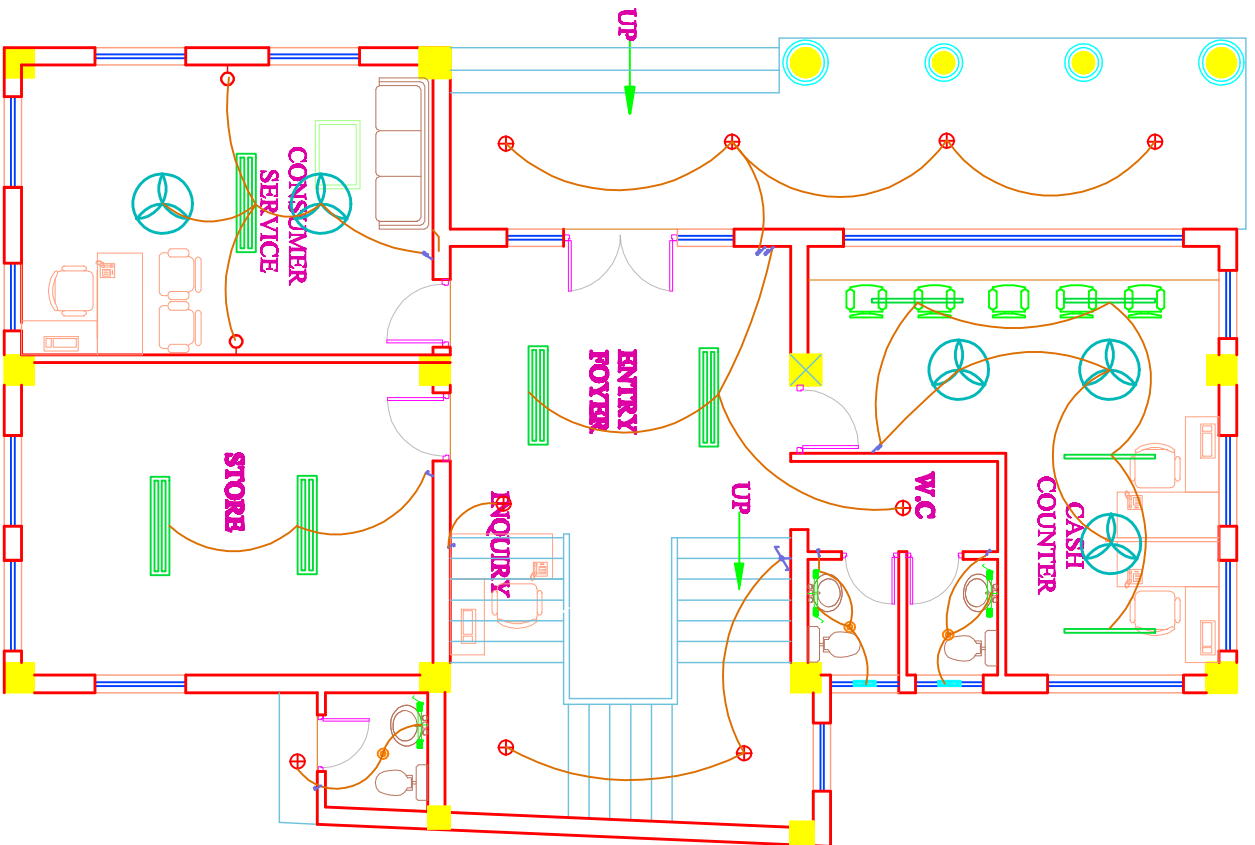 UP
CONSUMER
SERVICE
ENTRY
FOYER
STORE
ENQUIRY
UP
W.C
CASH
COUNTER